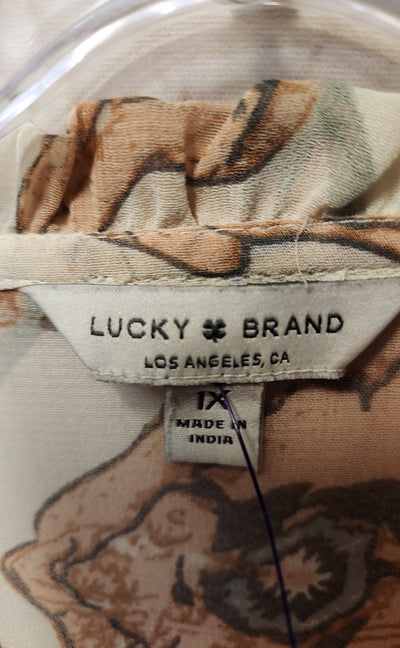 LUCKY BRAND
LOS ANGELES, CA
1X
MADE IN
INDIA